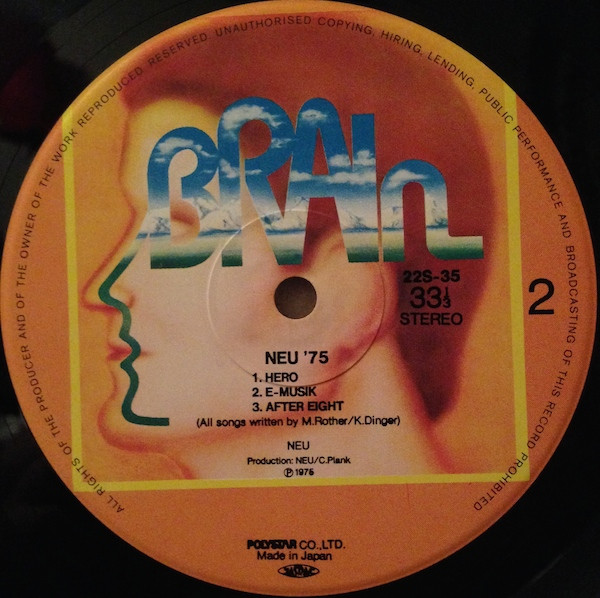 ALL RIGHTS OF THE PRODUCER AND OF THE OWNER OF THE WORK REPRODUCED RESERVED UNAUTHORISED COPYING, HIRING, LENDING, PUBLIC PERFORMANCE AND BROADCASTING OF THIS RECORD PROHIBITED
BRAIN
22S-35
33⅓
STEREO
2
NEU '75
1. HERO
2. E-MUSIK
3. AFTER EIGHT
(All songs written by M.Rother/K.Dinger)
NEU
Production: NEU/C.Plank
Ⓟ1975
POLYSTAR CO.,LTD.
Made in Japan